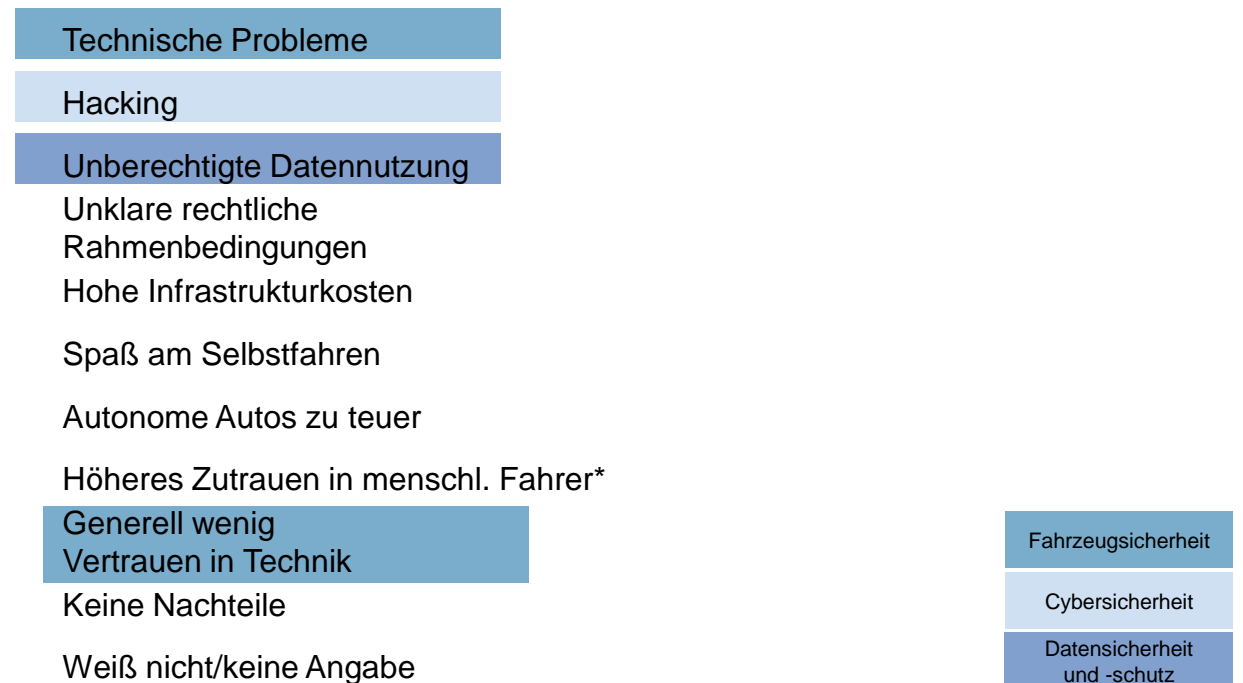 Technische Probleme
Hacking
Unberechtigte Datennutzung
Unklare rechtliche
Rahmenbedingungen
Hohe Infrastrukturkosten
Spaß am Selbstfahren
Autonome Autos zu teuer
Höheres Zutrauen in menschl. Fahrer*
Generell wenig
Vertrauen in Technik
Keine Nachteile
Weiß nicht/keine Angabe
Fahrzeugsicherheit
Cybersicherheit
Datensicherheit
und -schutz